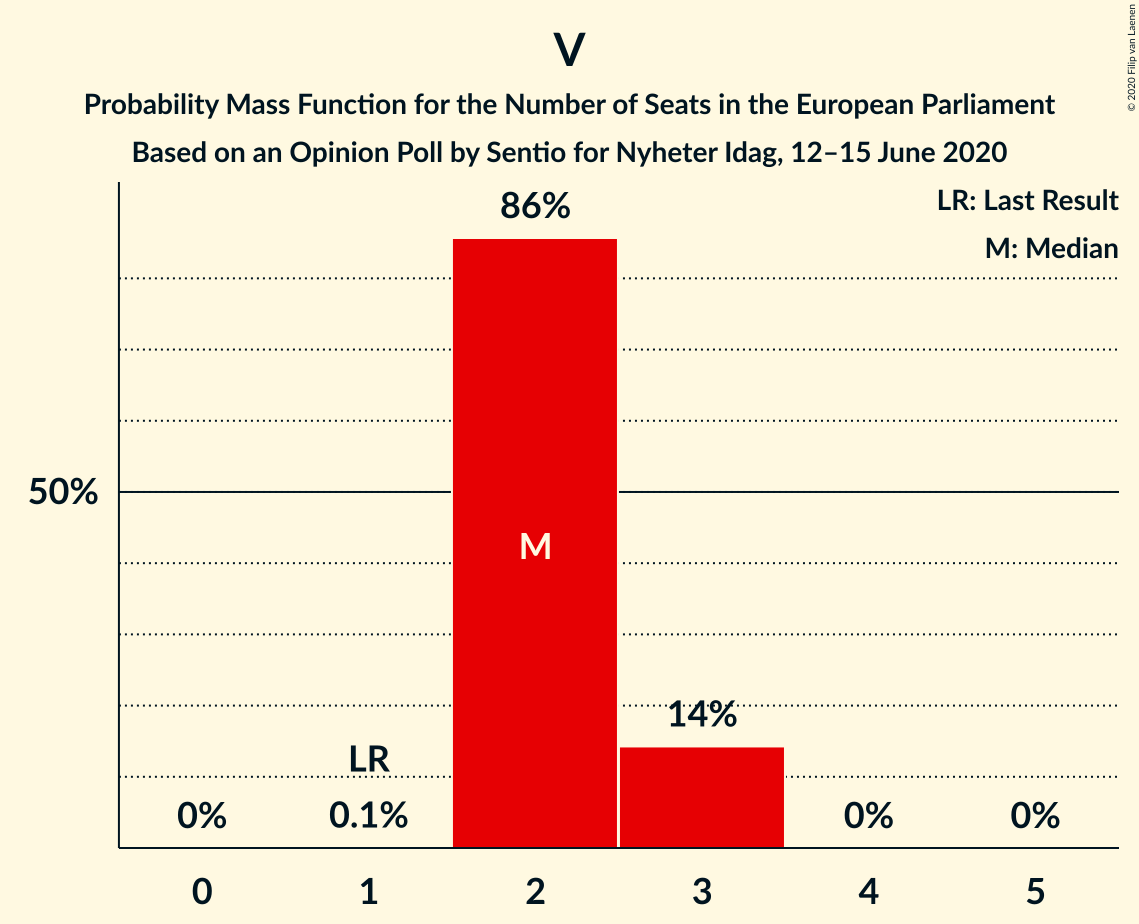 V
Probability Mass Function for the Number of Seats in the European Parliament
Based on an Opinion Poll by Sentio for Nyheter Idag, 12–15 June 2020
© 2020 Filip van Laenen
LR: Last Result
M: Median
86%
50%
M
14%
LR
0%
0.1%
0%
0%
0 1 2 3 4 5